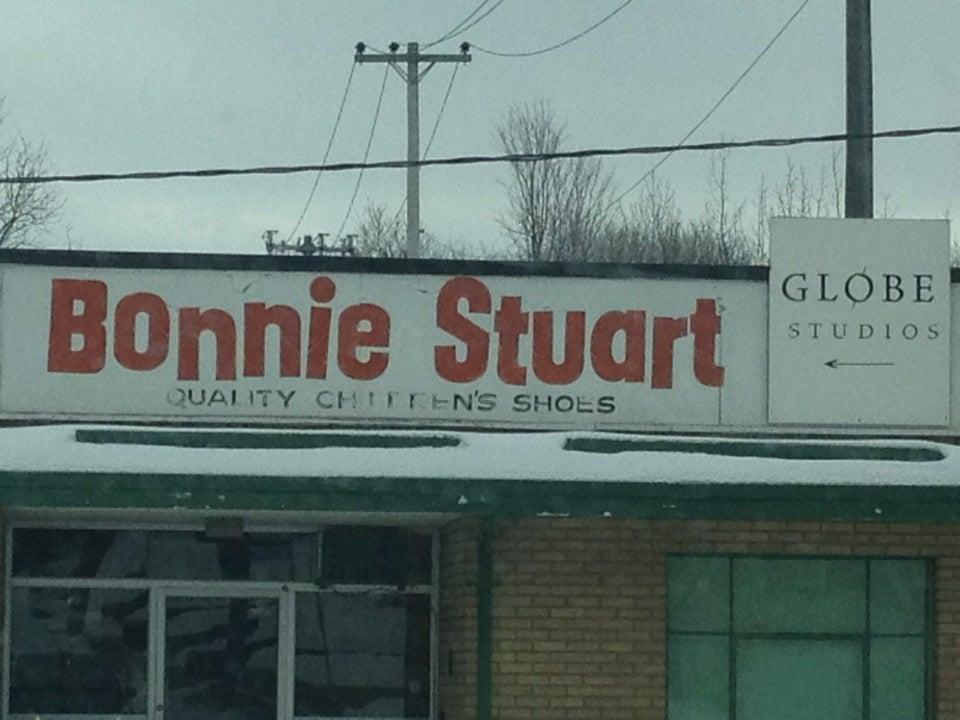 Bonnie Stuart
QUALITY CHILDREN'S SHOES
GLOBE
STUDIOS